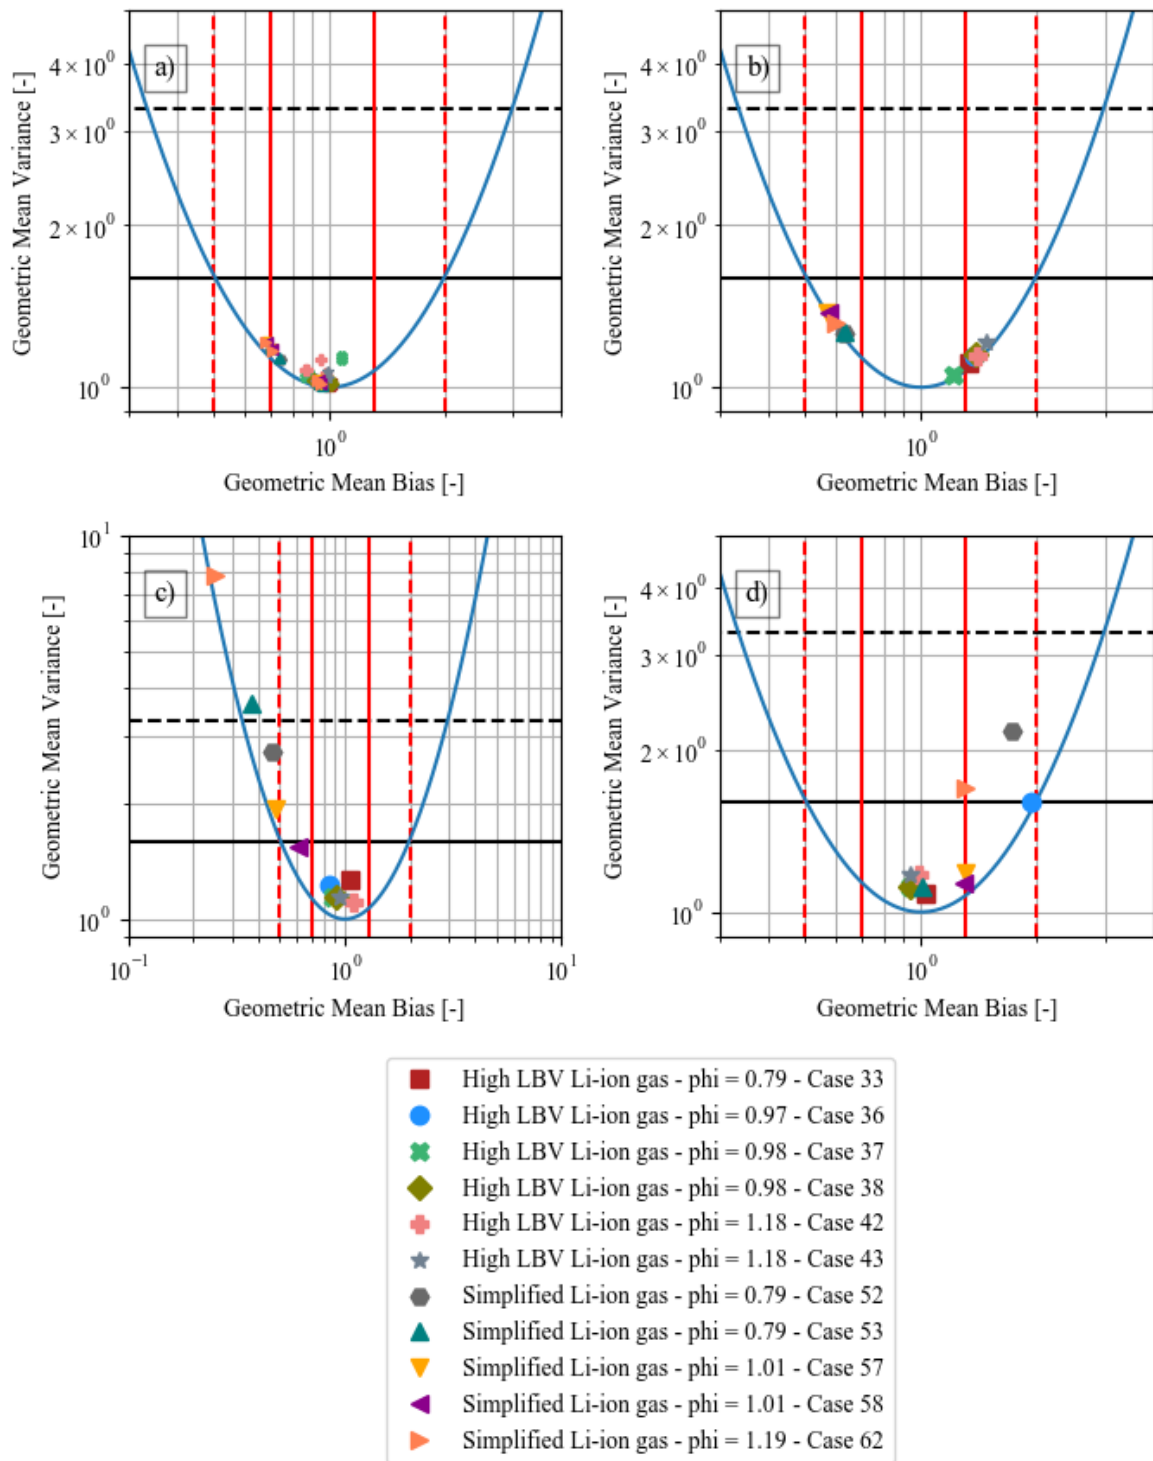 a)
4 × 10⁰
3 × 10⁰
2 × 10⁰
10⁰
Geometric Mean Variance [-]
10⁰
Geometric Mean Bias [-]
b)
4 × 10⁰
3 × 10⁰
2 × 10⁰
10⁰
Geometric Mean Variance [-]
10⁰
Geometric Mean Bias [-]
c)
10¹
10⁰
Geometric Mean Variance [-]
10⁻¹ 10⁰ 10¹
Geometric Mean Bias [-]
d)
4 × 10⁰
3 × 10⁰
2 × 10⁰
10⁰
Geometric Mean Variance [-]
10⁰
Geometric Mean Bias [-]
High LBV Li-ion gas - phi = 0.79 - Case 33
High LBV Li-ion gas - phi = 0.97 - Case 36
High LBV Li-ion gas - phi = 0.98 - Case 37
High LBV Li-ion gas - phi = 0.98 - Case 38
High LBV Li-ion gas - phi = 1.18 - Case 42
High LBV Li-ion gas - phi = 1.18 - Case 43
Simplified Li-ion gas - phi = 0.79 - Case 52
Simplified Li-ion gas - phi = 0.79 - Case 53
Simplified Li-ion gas - phi = 1.01 - Case 57
Simplified Li-ion gas - phi = 1.01 - Case 58
Simplified Li-ion gas - phi = 1.19 - Case 62